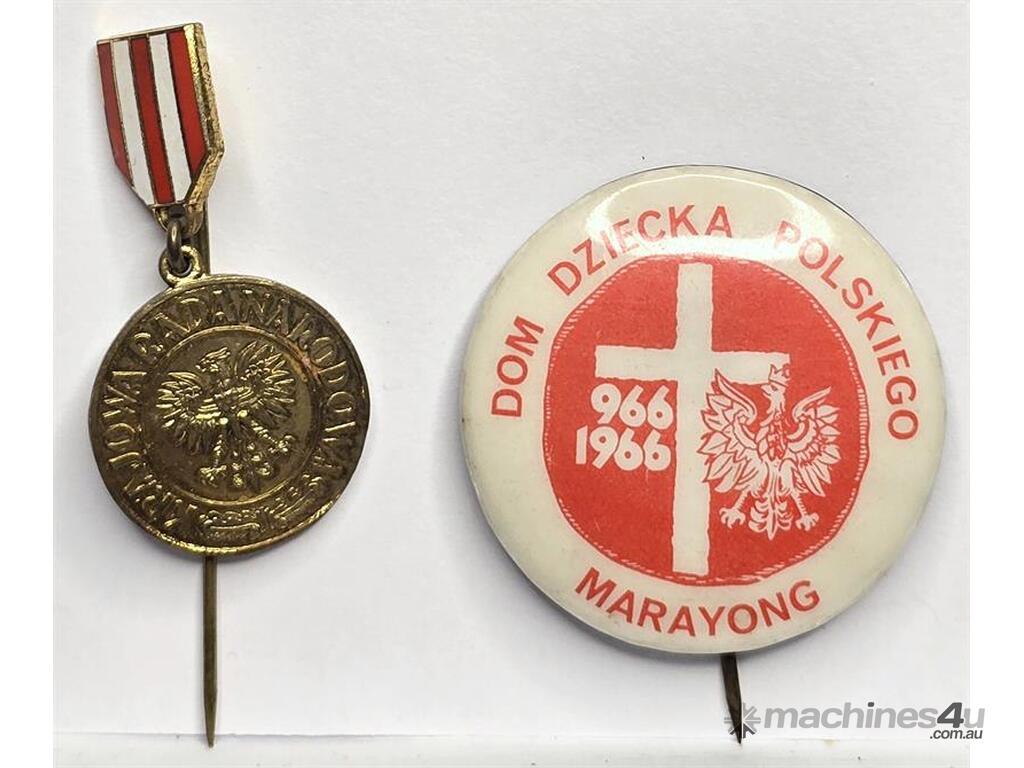 KRAJOWA RADA NARODOWA
DOM DZIECKA POLSKIEGO
966
1966
MARAYONG
machines4u
.com.au